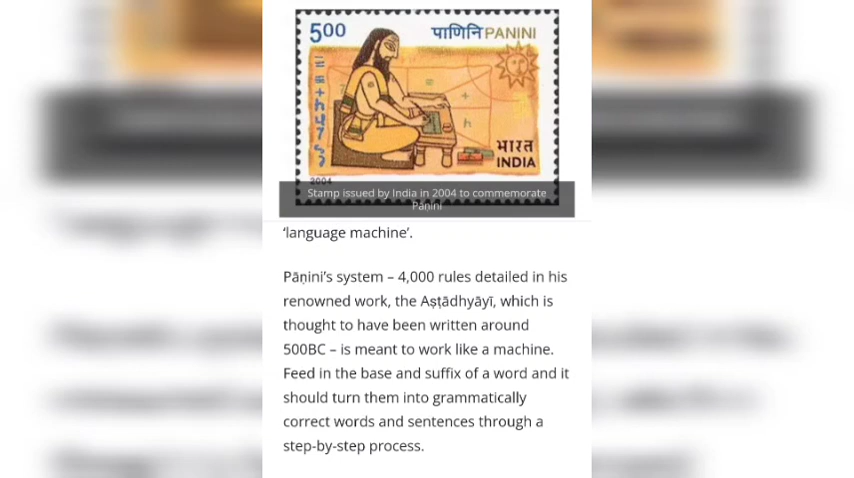 500
पाणिनि PANINI
भारत
INDIA
2004
Stamp issued by India in 2004 to commemorate
Pāṇini
‘language machine’.
Pāṇini’s system – 4,000 rules detailed in his
renowned work, the Aṣṭādhyāyī, which is
thought to have been written around
500BC – is meant to work like a machine.
Feed in the base and suffix of a word and it
should turn them into grammatically
correct words and sentences through a
step-by-step process.